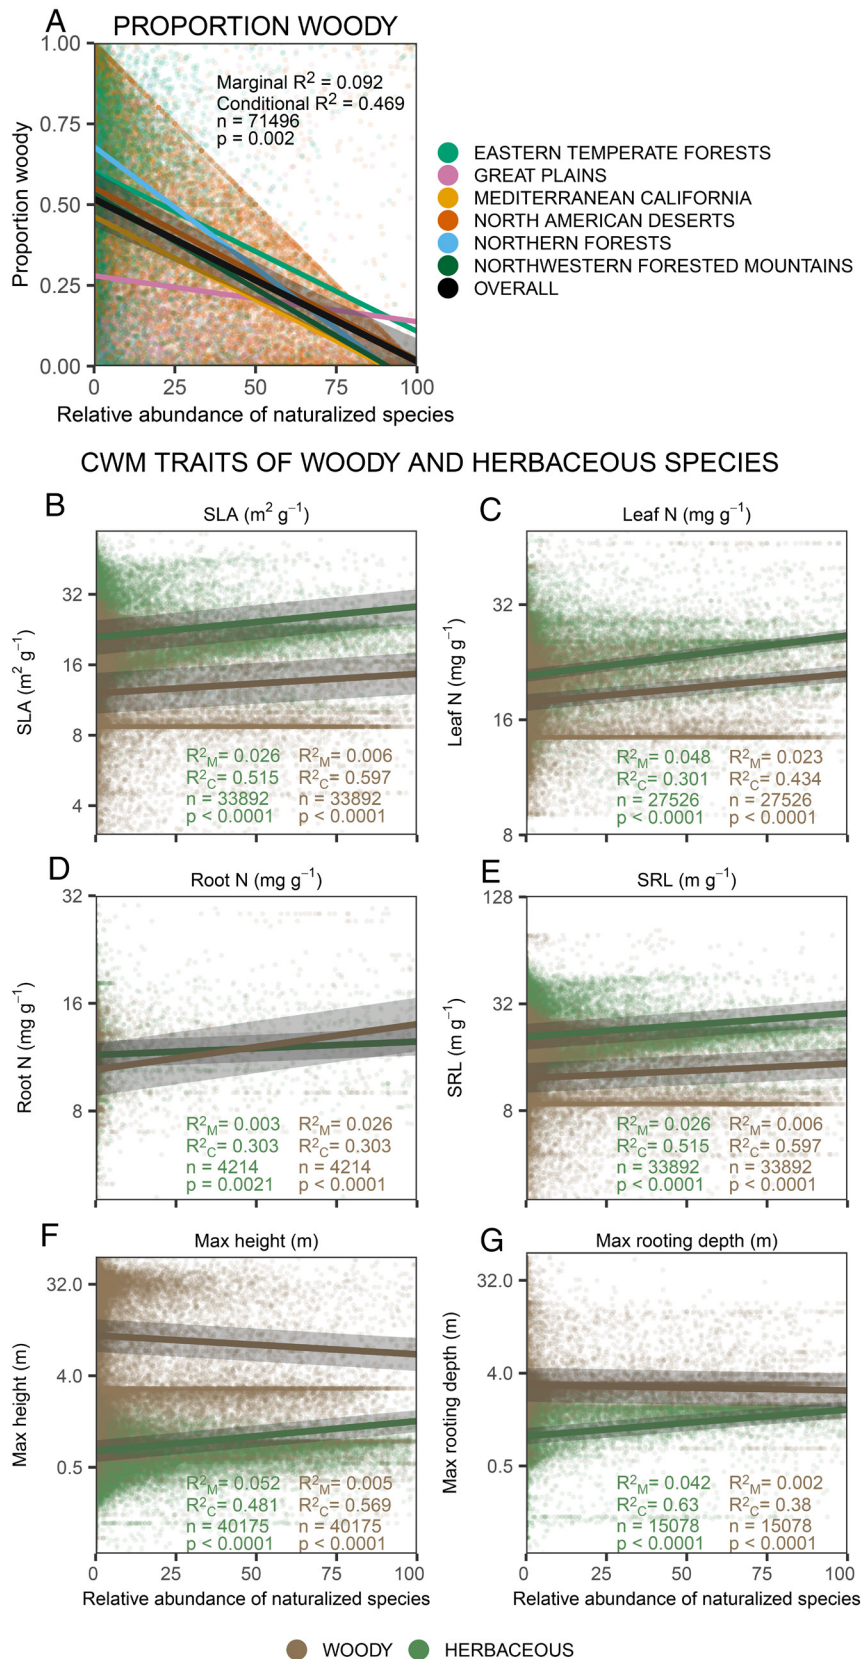 A PROPORTION WOODY
Proportion woody
1.00
0.75
0.50
0.25
0.00
Marginal R² = 0.092
Conditional R² = 0.469
n = 71496
p = 0.002
0 25 50 75 100
Relative abundance of naturalized species
EASTERN TEMPERATE FORESTS
GREAT PLAINS
MEDITERRANEAN CALIFORNIA
NORTH AMERICAN DESERTS
NORTHERN FORESTS
NORTHWESTERN FORESTED MOUNTAINS
OVERALL
CWM TRAITS OF WOODY AND HERBACEOUS SPECIES
B
SLA (m² g⁻¹)
SLA (m² g⁻¹)
32
16
8
4
R²M= 0.026 R²M= 0.006
R²C= 0.515 R²C= 0.597
n = 33892 n = 33892
p < 0.0001 p < 0.0001
C
Leaf N (mg g⁻¹)
Leaf N (mg g⁻¹)
32
16
8
R²M= 0.048 R²M= 0.023
R²C= 0.301 R²C= 0.434
n = 27526 n = 27526
p < 0.0001 p < 0.0001
D
Root N (mg g⁻¹)
Root N (mg g⁻¹)
32
16
8
R²M= 0.003 R²M= 0.026
R²C= 0.303 R²C= 0.303
n = 4214 n = 4214
p = 0.0021 p < 0.0001
E
SRL (m g⁻¹)
SRL (m g⁻¹)
128
32
8
R²M= 0.026 R²M= 0.006
R²C= 0.515 R²C= 0.597
n = 33892 n = 33892
p < 0.0001 p < 0.0001
F
Max height (m)
Max height (m)
32.0
4.0
0.5
R²M= 0.052 R²M= 0.005
R²C= 0.481 R²C= 0.569
n = 40175 n = 40175
p < 0.0001 p < 0.0001
0 25 50 75 100
Relative abundance of naturalized species
G
Max rooting depth (m)
Max rooting depth (m)
32.0
4.0
0.5
R²M= 0.042 R²M= 0.002
R²C= 0.63 R²C= 0.38
n = 15078 n = 15078
p < 0.0001 p < 0.0001
0 25 50 75 100
Relative abundance of naturalized species
WOODY HERBACEOUS